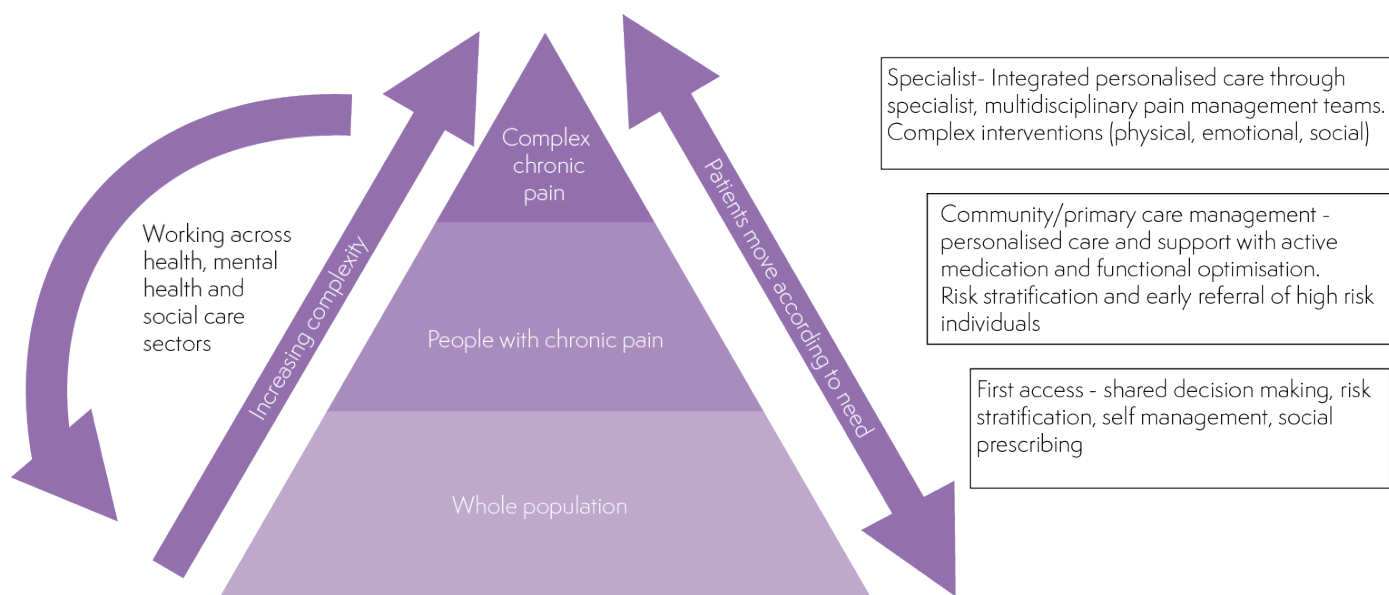 Working across
health, mental
health and
social care
sectors
Increasing complexity
Complex
chronic
pain
People with chronic pain
Whole population
Patients move according to need
Specialist- Integrated personalised care through
specialist, multidisciplinary pain management teams.
Complex interventions (physical, emotional, social)
Community/primary care management -
personalised care and support with active
medication and functional optimisation.
Risk stratification and early referral of high risk
individuals
First access - shared decision making, risk
stratification, self management, social
prescribing